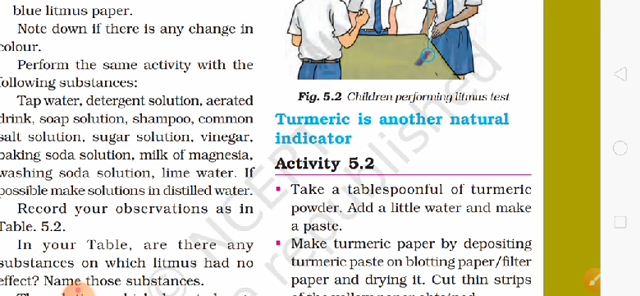 blue litmus paper.
Note down if there is any change in
colour.
Perform the same activity with the
following substances:
Tap water, detergent solution, aerated
drink, soap solution, shampoo, common
salt solution, sugar solution, vinegar,
baking soda solution, milk of magnesia,
washing soda solution, lime water. If
possible make solutions in distilled water.
Record your observations as in
Table. 5.2.
In your Table, are there any
substances on which litmus had no
effect? Name those substances.
Fig. 5.2 Children performing litmus test
Turmeric is another natural
indicator
Activity 5.2
▪ Take a tablespoonful of turmeric
powder. Add a little water and make
a paste.
▪ Make turmeric paper by depositing
turmeric paste on blotting paper/filter
paper and drying it. Cut thin strips
of the yellow paper obtained.
© NCERT
republished